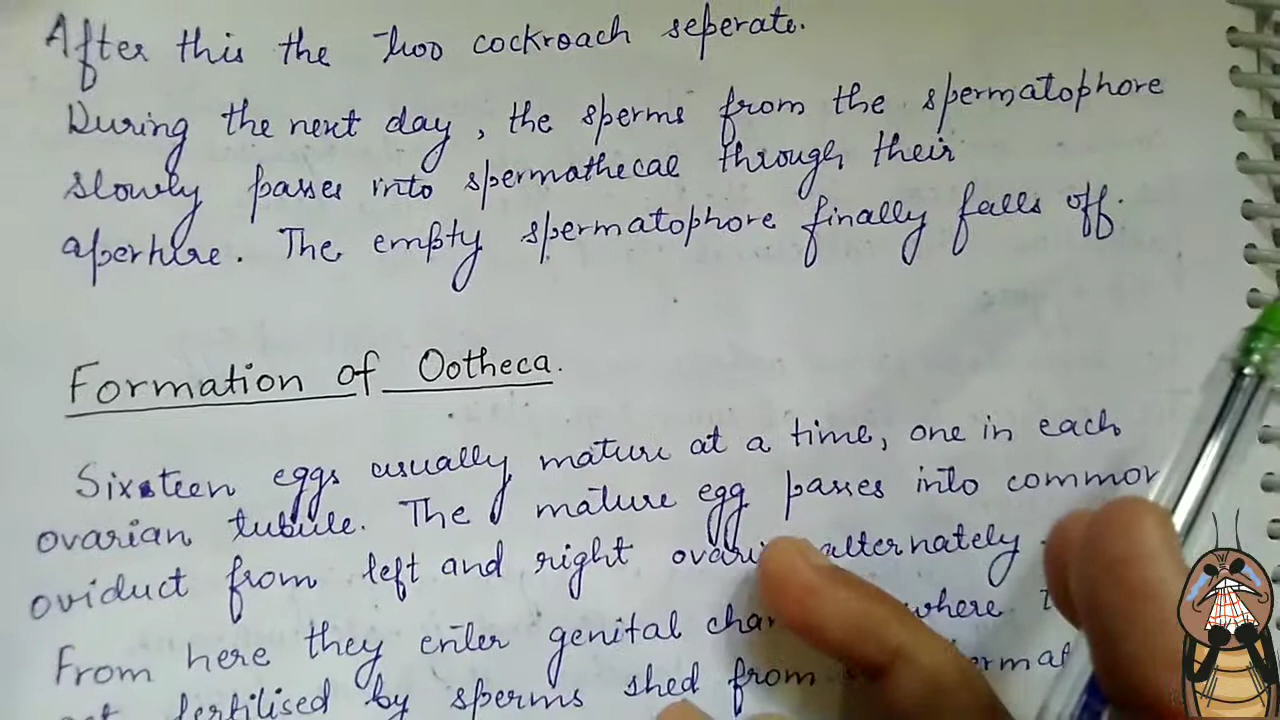 After this the two cockroach seperate.
During the next day, the sperms from the spermatophore
slowly passes into spermathecal through their
aperture. The empty spermatophore finally falls off.
Formation of Ootheca.
Sixteen eggs usually mature at a time, one in each
ovarian tubule. The mature egg passes into common
oviduct from left and right alternately
From here they enter genital where
fertilised by sperms shed from